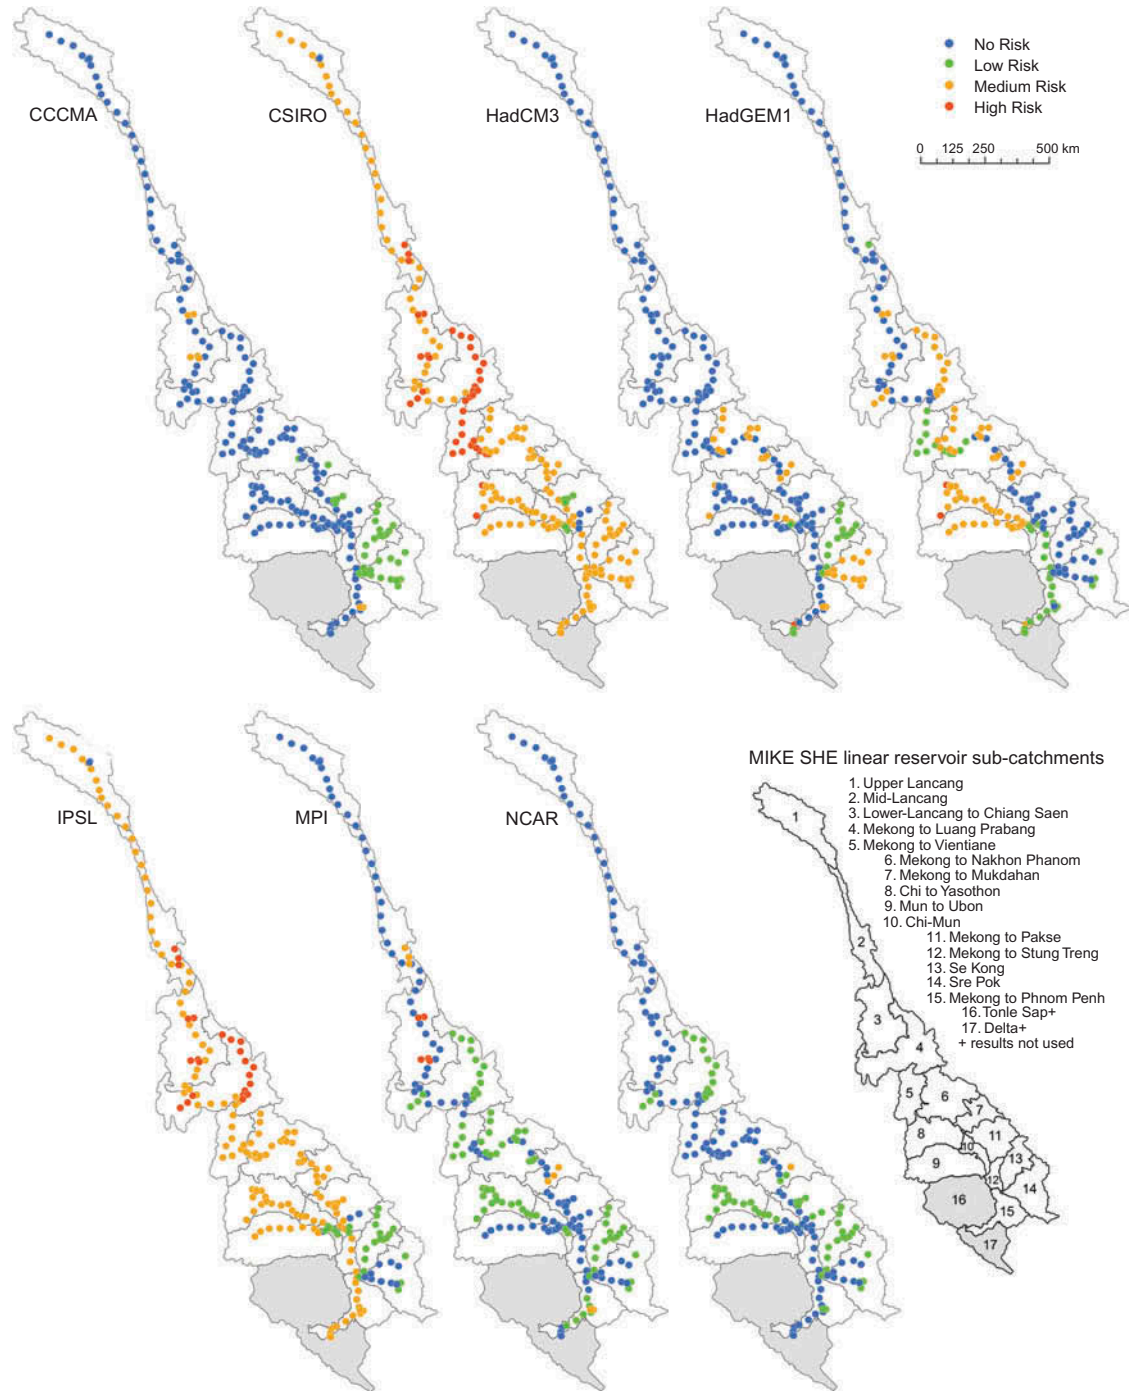 No Risk
Low Risk
Medium Risk
High Risk
CCCMA
CSIRO
HadCM3
HadGEM1
0 125 250 500 km
IPSL
MPI
NCAR
MIKE SHE linear reservoir sub-catchments
1. Upper Lancang
2. Mid-Lancang
3. Lower-Lancang to Chiang Saen
4. Mekong to Luang Prabang
5. Mekong to Vientiane
6. Mekong to Nakhon Phanom
7. Mekong to Mukdahan
8. Chi to Yasothon
9. Mun to Ubon
10. Chi-Mun
11. Mekong to Pakse
12. Mekong to Stung Treng
13. Se Kong
14. Sre Pok
15. Mekong to Phnom Penh
16. Tonle Sap+
17. Delta+
+ results not used
1
2
3
4
5
6
7
8
10
11
9
13
12
14
16
15
17